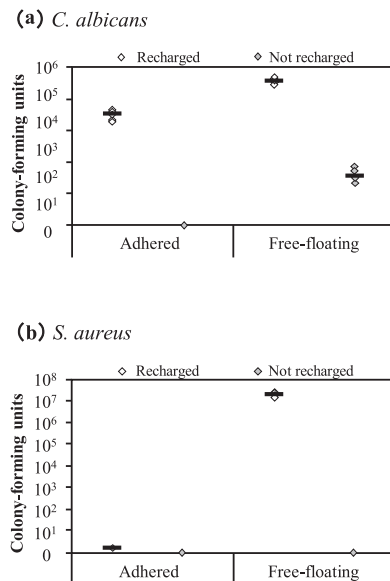 (a) C. albicans
◇ Recharged ◈ Not recharged
Colony-forming units
10⁶
10⁵
10⁴
10³
10²
10¹
0
Adhered Free-floating
(b) S. aureus
◇ Recharged ◈ Not recharged
Colony-forming units
10⁸
10⁷
10⁶
10⁵
10⁴
10³
10²
10¹
0
Adhered Free-floating